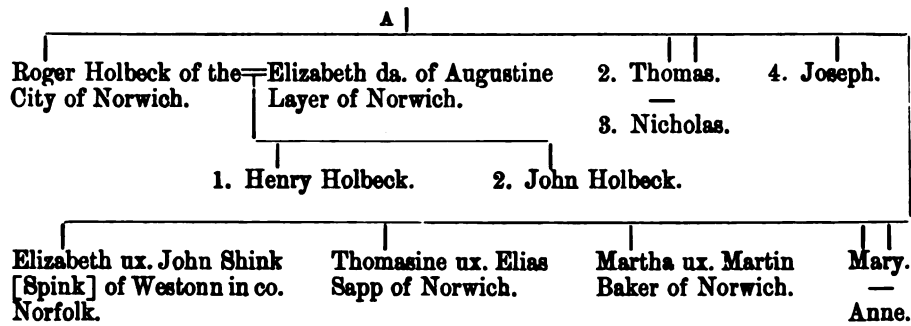 A
Roger Holbeck of the
City of Norwich.
Elizabeth da. of Augustine
Layer of Norwich.
2. Thomas.
3. Nicholas.
4. Joseph.
1. Henry Holbeck.
2. John Holbeck.
Elizabeth ux. John Shink
[Spink] of Westonn in co.
Norfolk.
Thomasine ux. Elias
Sapp of Norwich.
Martha ux. Martin
Baker of Norwich.
Mary.
Anne.